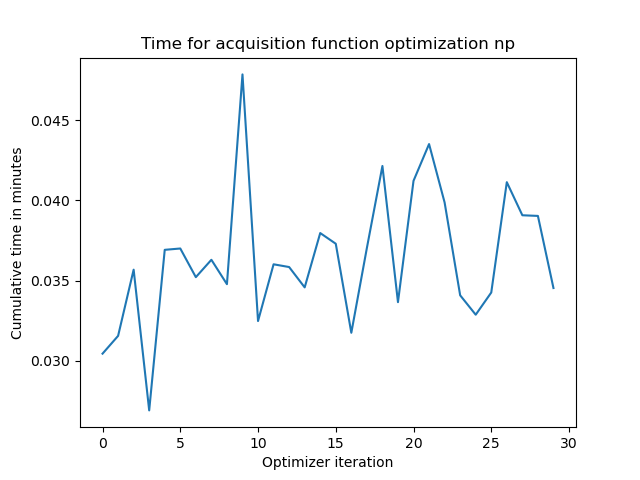 Time for acquisition function optimization np
Cumulative time in minutes
0.045
0.040
0.035
0.030
0 5 10 15 20 25 30
Optimizer iteration